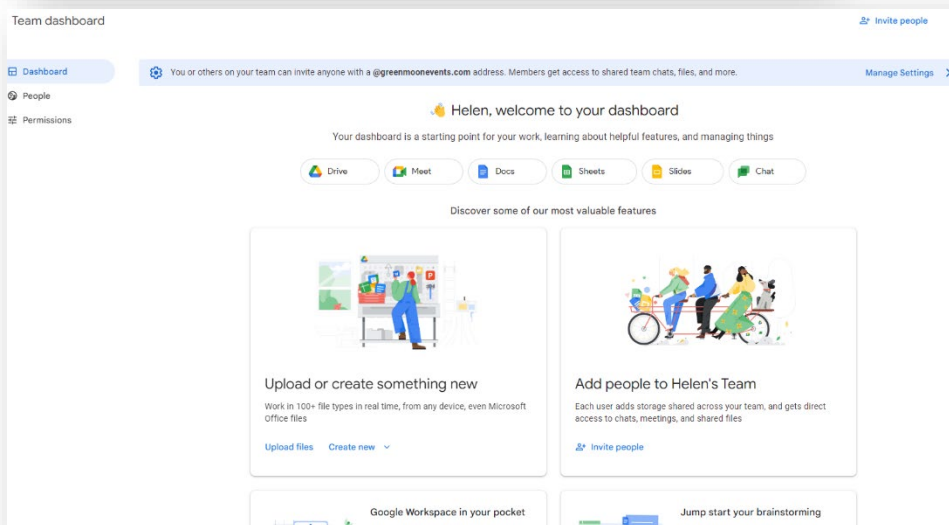 Team dashboard
Invite people
Dashboard
People
Permissions
You or others on your team can invite anyone with a @greenmoonevents.com address. Members get access to shared team chats, files, and more.
Manage Settings
Helen, welcome to your dashboard
Your dashboard is a starting point for your work, learning about helpful features, and managing things
Drive
Meet
Docs
Sheets
Slides
Chat
Discover some of our most valuable features
Upload or create something new
Work in 100+ file types in real time, from any device, even Microsoft
Office files
Upload files
Create new
Add people to Helen's Team
Each user adds storage shared across your team, and gets direct
access to chats, meetings, and shared files
Invite people
Google Workspace in your pocket
Jump start your brainstorming